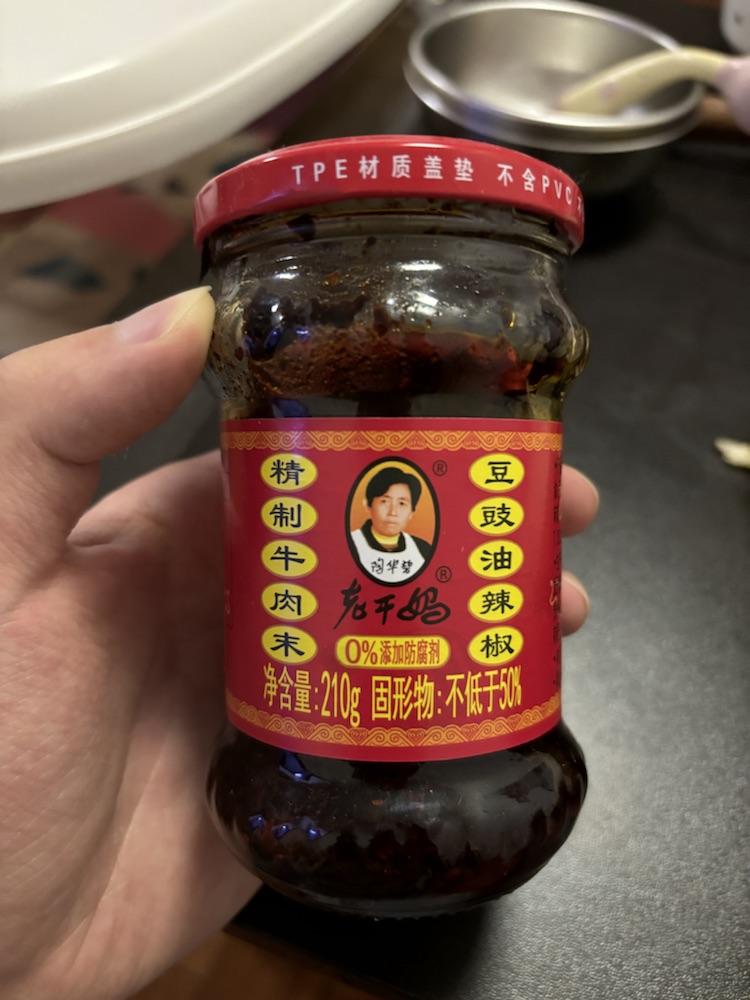 TPE材质盖垫 不含PVC
精制牛肉末
豆豉油辣椒
®
陶华碧
®
老干妈
0%添加防腐剂
净含量:210g 固形物:不低于50%